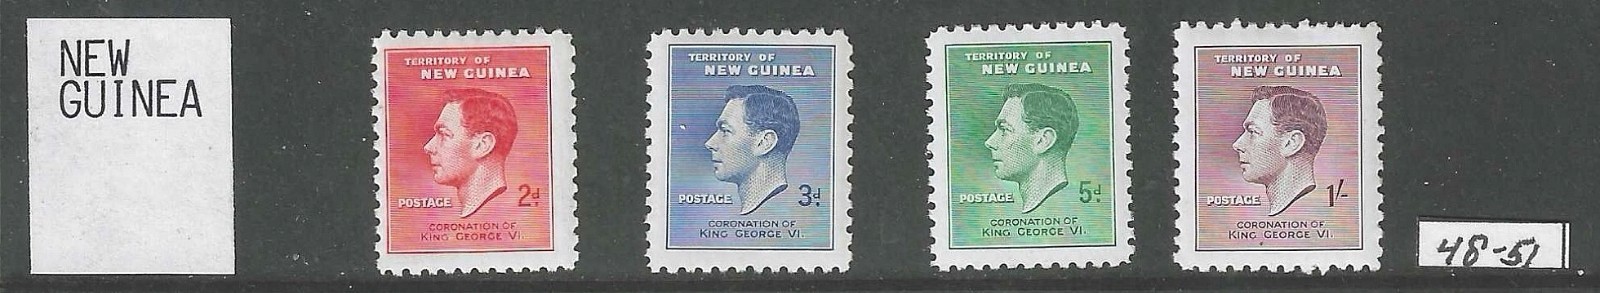 NEW
GUINEA
TERRITORY OF
NEW GUINEA
POSTAGE
2d.
CORONATION OF
KING GEORGE VI.
TERRITORY OF
NEW GUINEA
POSTAGE
3d.
CORONATION OF
KING GEORGE VI.
TERRITORY OF
NEW GUINEA
POSTAGE
5d.
CORONATION OF
KING GEORGE VI.
TERRITORY OF
NEW GUINEA
POSTAGE
1/-
CORONATION OF
KING GEORGE VI.
48-51